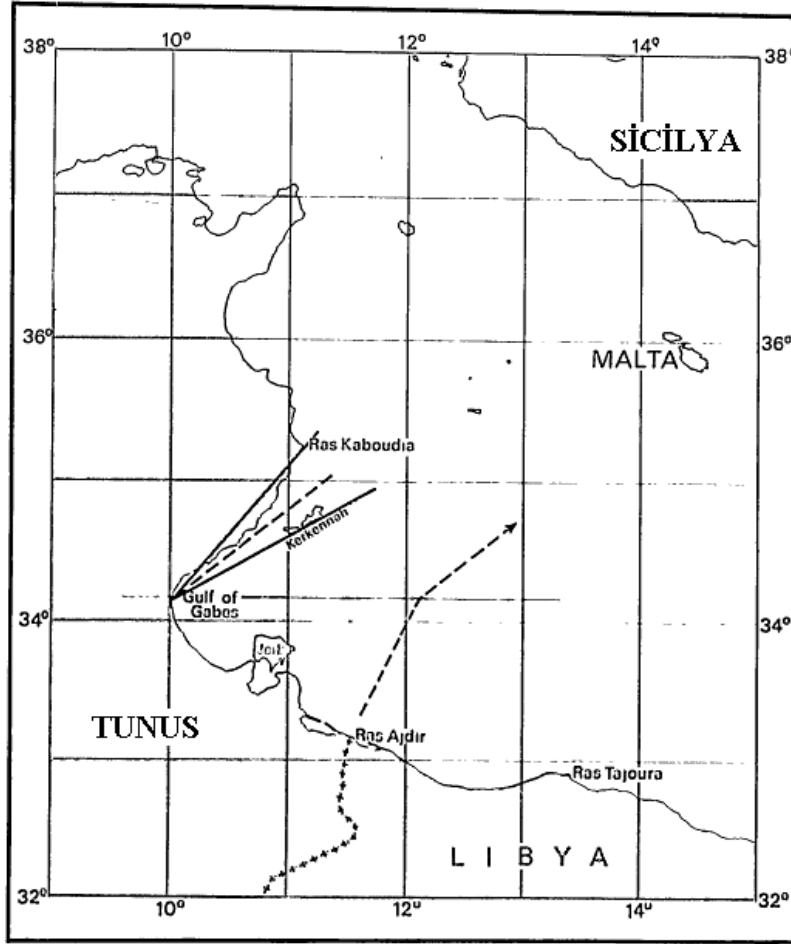 10°
12°
14°
38°
38°
SİCİLYA
36°
36°
MALTA
Ras Kaboudia
Kerkennah
Gulf of
Gabes
34°
34°
TUNUS
Ras Ajdir
Ras Tajoura
LIBYA
32°
32°
10°
12°
14°